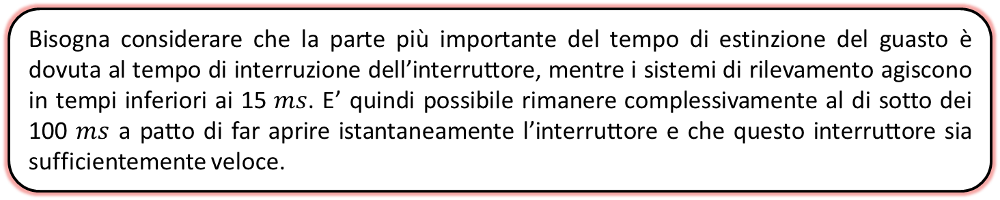 Bisogna considerare che la parte più importante del tempo di estinzione del guasto è
dovuta al tempo di interruzione dell’interruttore, mentre i sistemi di rilevamento agiscono
in tempi inferiori ai 15 ms. E’ quindi possibile rimanere complessivamente al di sotto dei
100 ms a patto di far aprire istantaneamente l’interruttore e che questo interruttore sia
sufficientemente veloce.